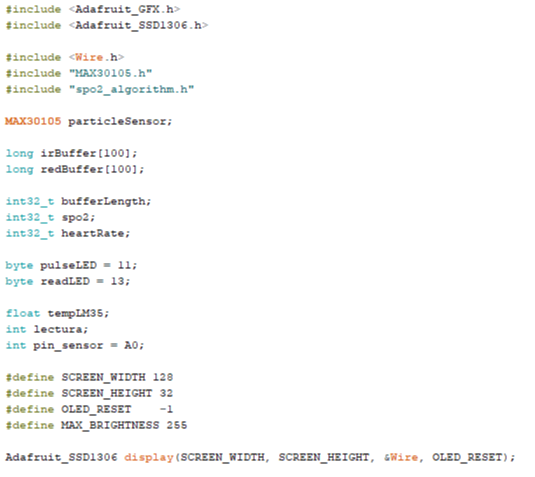 #include <Adafruit_GFX.h>
#include <Adafruit_SSD1306.h>
#include <Wire.h>
#include "MAX30105.h"
#include "spo2_algorithm.h"
MAX30105 particleSensor;
long irBuffer[100];
long redBuffer[100];
int32_t bufferLength;
int32_t spo2;
int32_t heartRate;
byte pulseLED = 11;
byte readLED = 13;
float tempLM35;
int lectura;
int pin_sensor = A0;
#define SCREEN_WIDTH 128
#define SCREEN_HEIGHT 32
#define OLED_RESET    -1
#define MAX_BRIGHTNESS 255
Adafruit_SSD1306 display(SCREEN_WIDTH, SCREEN_HEIGHT, &Wire, OLED_RESET);